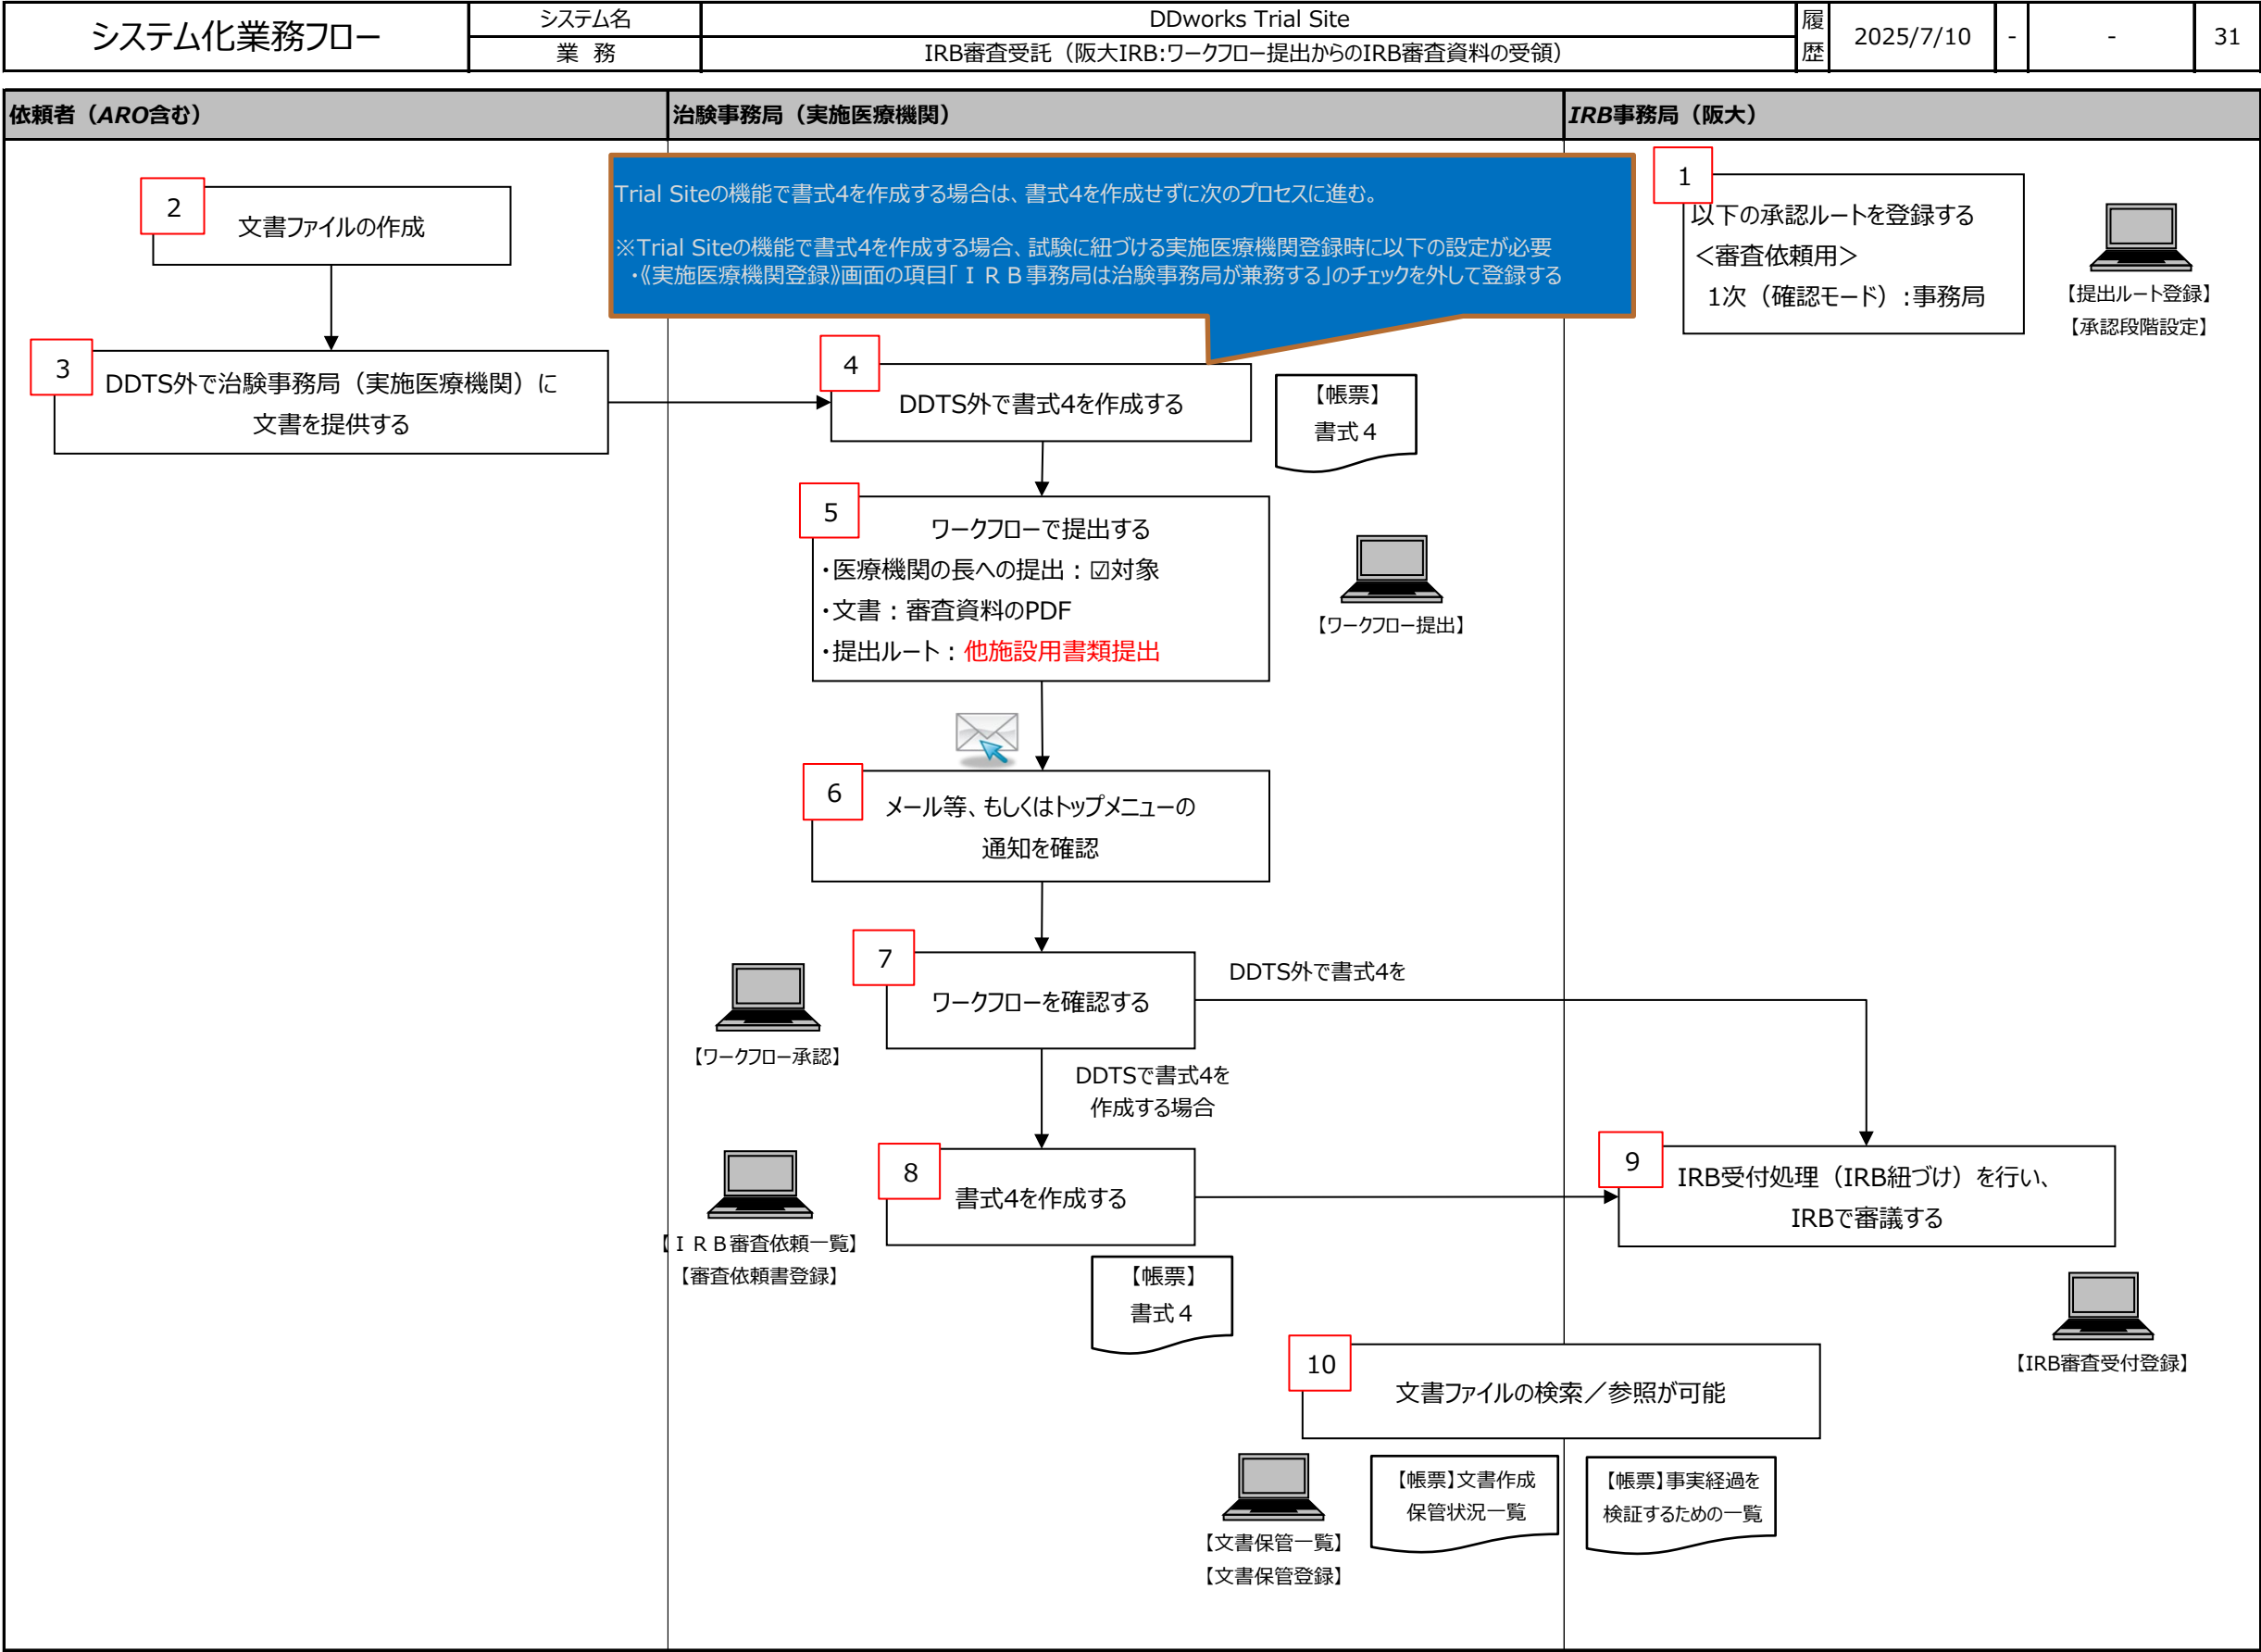 システム化業務フロー
システム名
DDworks Trial Site
履歴
2025/7/10
-
-
31
業 務
IRB審査受託（阪大IRB:ワークフロー提出からのIRB審査資料の受領）
依頼者（ARO含む）
治験事務局（実施医療機関）
IRB事務局（阪大）
Trial Siteの機能で書式4を作成する場合は、書式4を作成せずに次のプロセスに進む。
※Trial Siteの機能で書式4を作成する場合、試験に紐づける実施医療機関登録時に以下の設定が必要
・《実施医療機関登録》画面の項目「ＩＲＢ事務局は治験事務局が兼務する」のチェックを外して登録する
1
以下の承認ルートを登録する
＜審査依頼用＞
1次（確認モード）:事務局
【提出ルート登録】
【承認段階設定】
2
文書ファイルの作成
3
DDTS外で治験事務局（実施医療機関）に
文書を提供する
4
DDTS外で書式4を作成する
【帳票】
書式４
5
ワークフローで提出する
・医療機関の長への提出：☑対象
・文書：審査資料のPDF
・提出ルート：他施設用書類提出
【ワークフロー提出】
6
メール等、もしくはトップメニューの
通知を確認
7
ワークフローを確認する
【ワークフロー承認】
DDTS外で書式4を
DDTSで書式4を
作成する場合
8
書式4を作成する
【ＩＲＢ審査依頼一覧】
【審査依頼書登録】
【帳票】
書式４
9
IRB受付処理（IRB紐づけ）を行い、
IRBで審議する
【IRB審査受付登録】
10
文書ファイルの検索／参照が可能
【文書保管一覧】
【文書保管登録】
【帳票】文書作成
保管状況一覧
【帳票】事実経過を
検証するための一覧